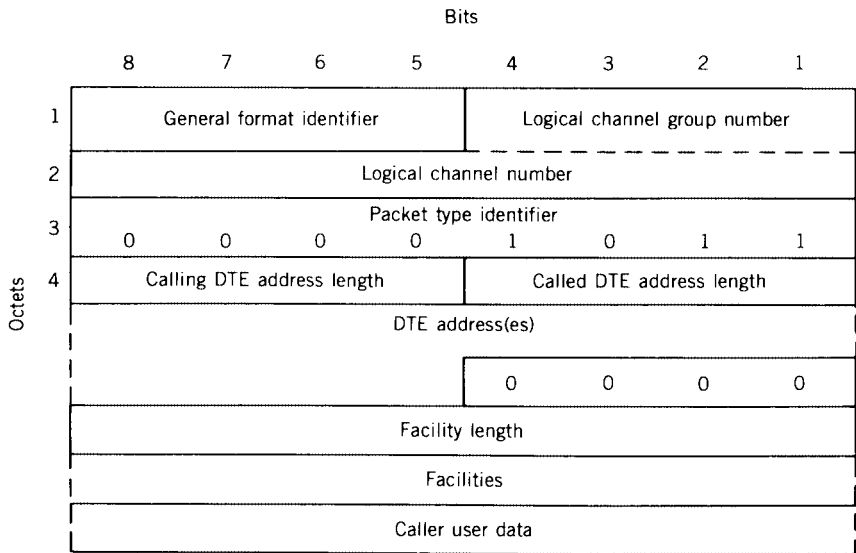 Bits
8 7 6 5 4 3 2 1
1 General format identifier Logical channel group number
2 Logical channel number
Packet type identifier
3 0 0 0 0 1 0 1 1
4 Calling DTE address length Called DTE address length
Octets
DTE address(es)
0 0 0 0
Facility length
Facilities
Caller user data